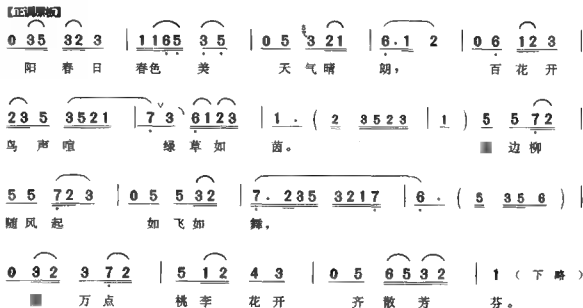 【正调原板】
0 35 32 3 | 1165 3 5 | 0 5 3 21 | 6·1 2 | 0 6 12 3 |
阳 春 日 春色 美 天 气 晴 朗， 百 花 开
23 5 3521 | 7 3 6123 | 1· ( 2 3523 | 1 ) 5 5 72 |
鸟 声 喧 绿 草 如 茵。 边 柳
5 5 72 3 | 0 5 5 32 | 7·235 3217 | 6· ( 5 356 ) |
随 风 起 如 飞 如 舞，
0 32 3 72 | 5 12 4 3 | 0 5 6532 | 1 （下略）
万 点 桃 李 花 开 齐 散 芳 芬。